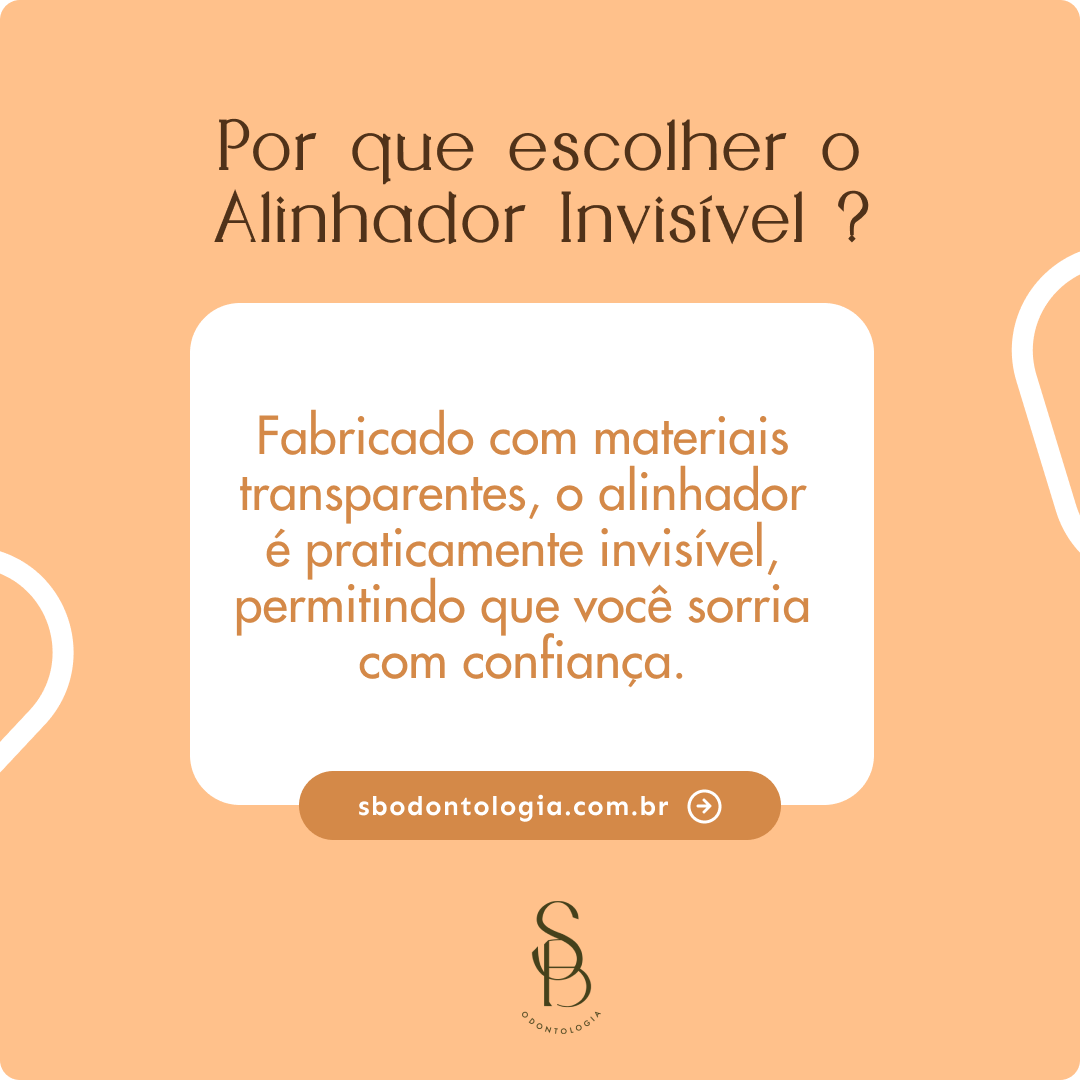 Por que escolher o
Alinhador Invisível ?
Fabricado com materiais
transparentes, o alinhador
é praticamente invisível,
permitindo que você sorria
com confiança.
sbodontologia.com.br
SB
ODONTOLOGIA